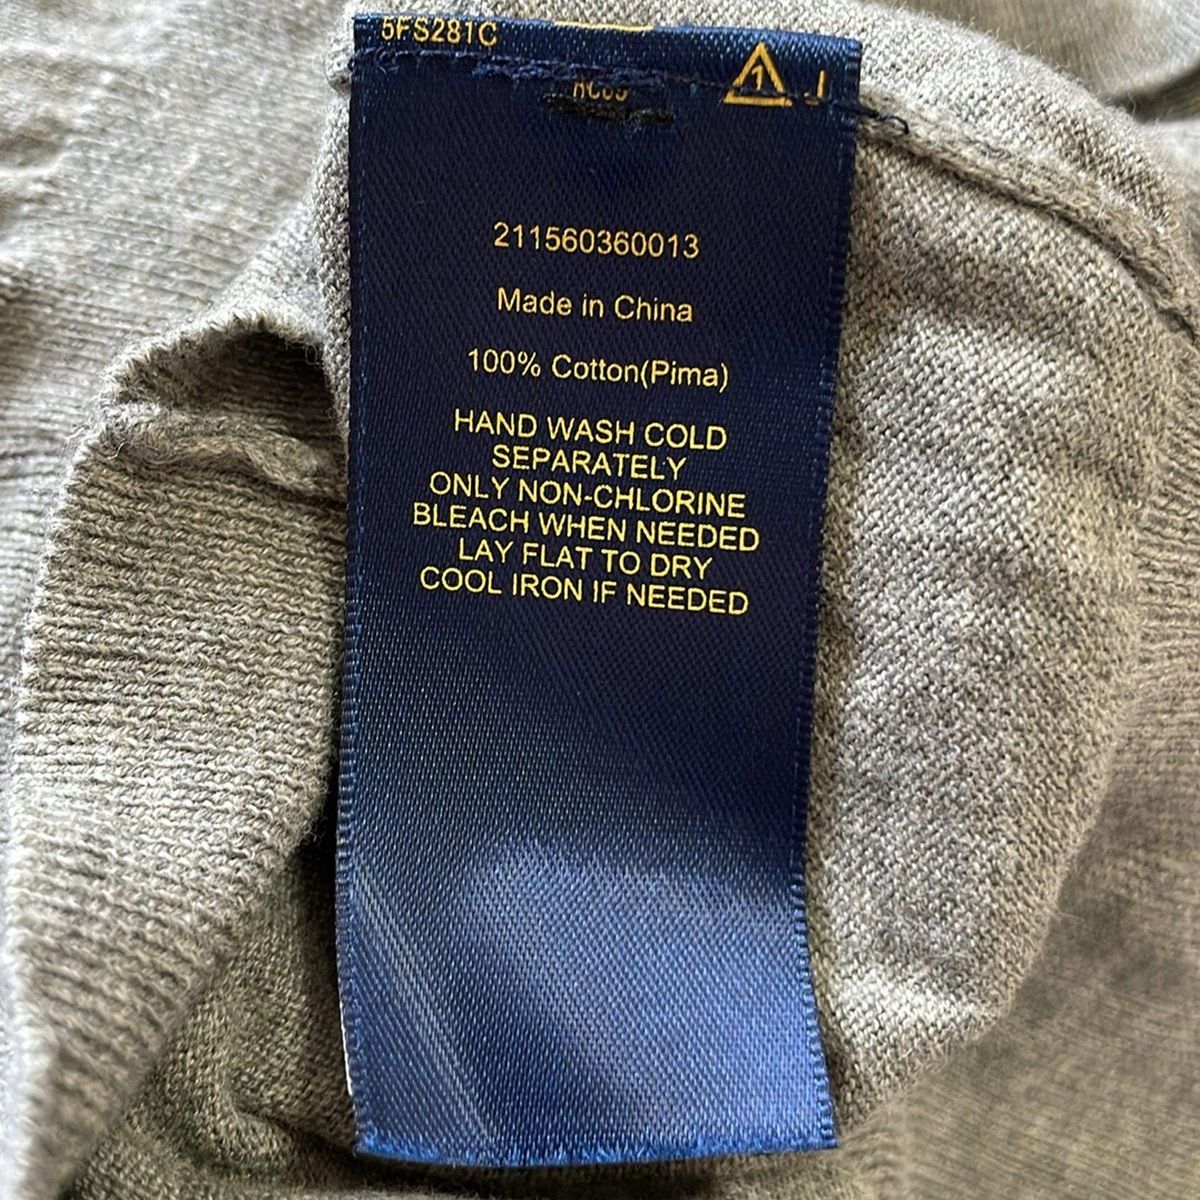 5FS281C
1 J
211560360013
Made in China
100% Cotton(Pima)
HAND WASH COLD
SEPARATELY
ONLY NON-CHLORINE
BLEACH WHEN NEEDED
LAY FLAT TO DRY
COOL IRON IF NEEDED